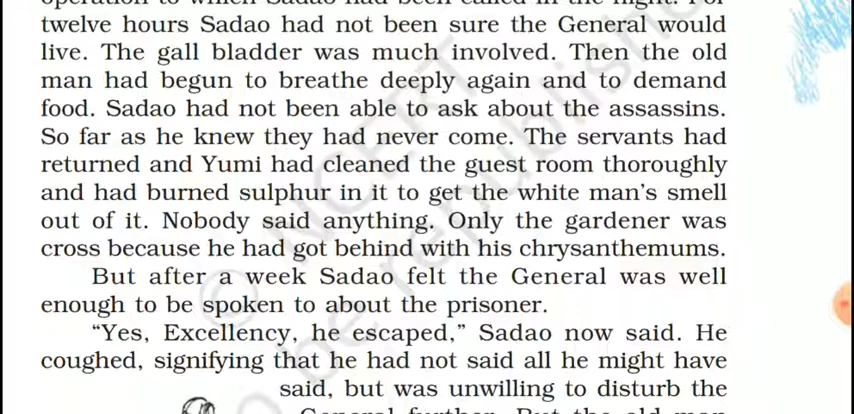 twelve hours Sadao had not been sure the General would
live. The gall bladder was much involved. Then the old
man had begun to breathe deeply again and to demand
food. Sadao had not been able to ask about the assassins.
So far as he knew they had never come. The servants had
returned and Yumi had cleaned the guest room thoroughly
and had burned sulphur in it to get the white man's smell
out of it. Nobody said anything. Only the gardener was
cross because he had got behind with his chrysanthemums.
But after a week Sadao felt the General was well
enough to be spoken to about the prisoner.
“Yes, Excellency, he escaped,” Sadao now said. He
coughed, signifying that he had not said all he might have
said, but was unwilling to disturb the
© NCERT